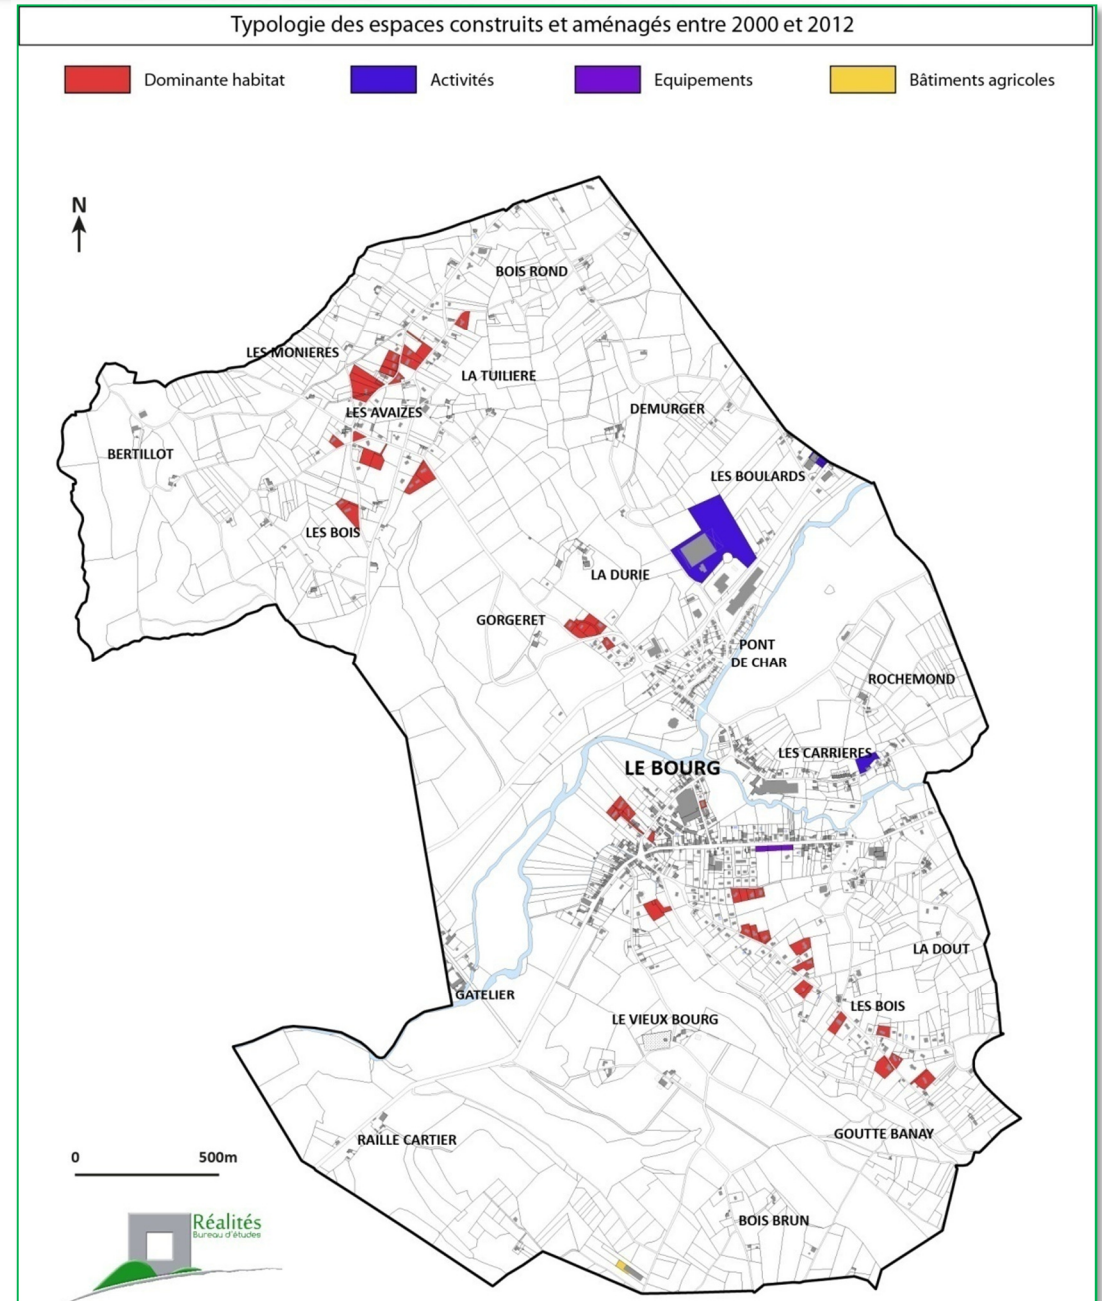 Typologie des espaces construits et aménagés entre 2000 et 2012
Dominante habitat
Activités
Equipements
Bâtiments agricoles
N
BOIS ROND
LES MONIERES
LA TUILIERE
DEMURGER
LES AVAIZES
BERTILLOT
LES BOULARDS
LES BOIS
LA DURIE
GORGERET
PONT
DE CHAR
ROCHEMOND
LES CARRIERES
LE BOURG
LA DOUT
GATELIER
LES BOIS
LE VIEUX BOURG
GOUTTE BANAY
RAILLE CARTIER
0 500m
BOIS BRUN
Réalités
Bureau d'études